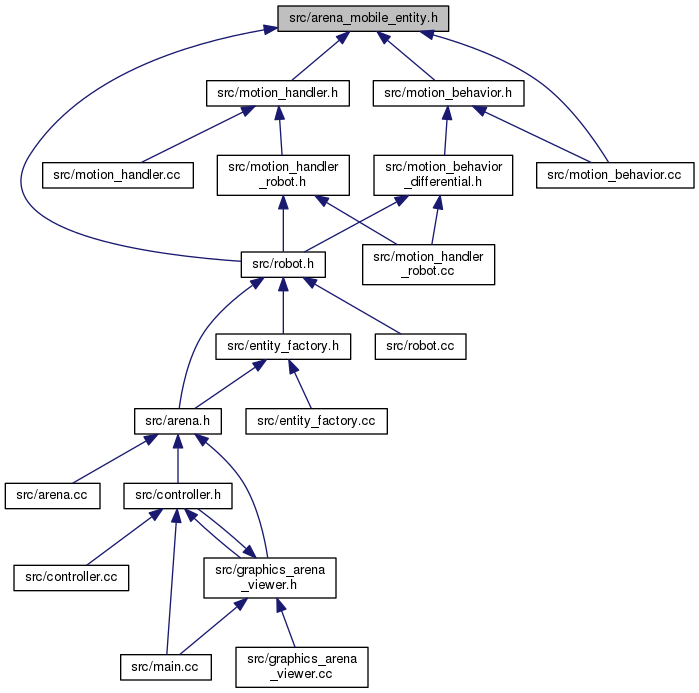 src/arena_mobile_entity.h
src/motion_handler.h
src/motion_behavior.h
src/motion_handler.cc
src/motion_handler
_robot.h
src/motion_behavior
_differential.h
src/motion_behavior.cc
src/robot.h
src/motion_handler
_robot.cc
src/entity_factory.h
src/robot.cc
src/arena.h
src/entity_factory.cc
src/arena.cc
src/controller.h
src/controller.cc
src/graphics_arena
_viewer.h
src/main.cc
src/graphics_arena
_viewer.cc